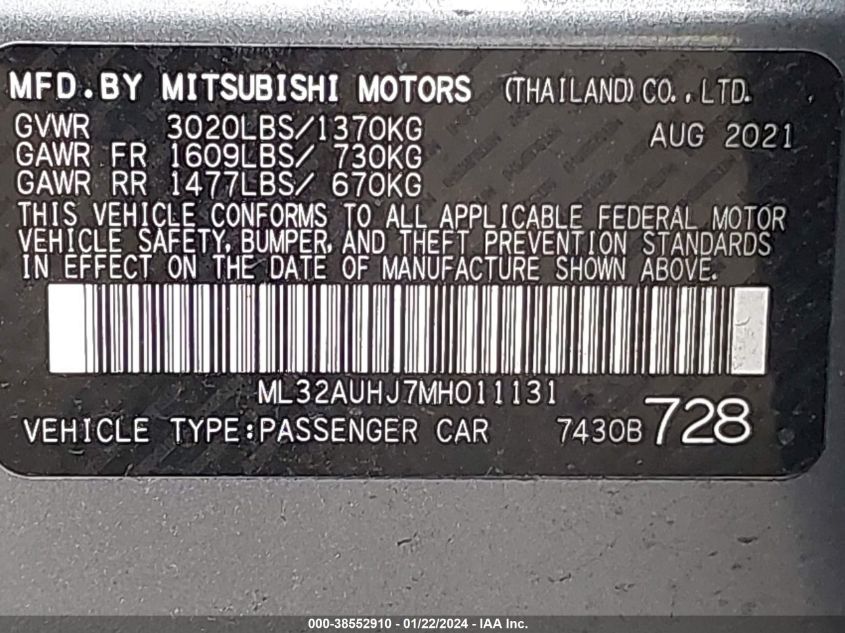 MFD.BY MITSUBISHI MOTORS (THAILAND) CO.,LTD.
GVWR 3020LBS/1370KG AUG 2021
GAWR FR 1609LBS/ 730KG
GAWR RR 1477LBS/ 670KG
THIS VEHICLE CONFORMS TO ALL APPLICABLE FEDERAL MOTOR
VEHICLE SAFETY, BUMPER, AND THEFT PREVENTION STANDARDS
IN EFFECT ON THE DATE OF MANUFACTURE SHOWN ABOVE.
ML32AUHJ7MH011131
VEHICLE TYPE:PASSENGER CAR 7430B 728
000-38552910 - 01/22/2024 - IAA Inc.